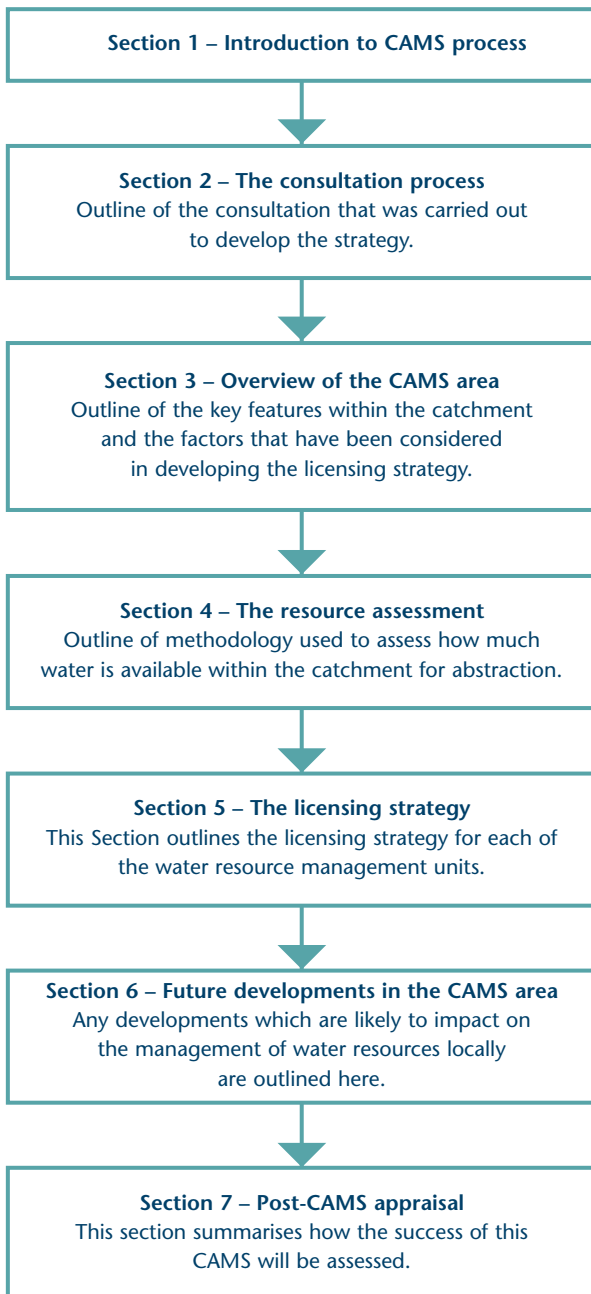 Section 1 – Introduction to CAMS process
Section 2 – The consultation process
Outline of the consultation that was carried out
to develop the strategy.
Section 3 – Overview of the CAMS area
Outline of the key features within the catchment
and the factors that have been considered
in developing the licensing strategy.
Section 4 – The resource assessment
Outline of methodology used to assess how much
water is available within the catchment for abstraction.
Section 5 – The licensing strategy
This Section outlines the licensing strategy for each of
the water resource management units.
Section 6 – Future developments in the CAMS area
Any developments which are likely to impact on
the management of water resources locally
are outlined here.
Section 7 – Post-CAMS appraisal
This section summarises how the success of this
CAMS will be assessed.